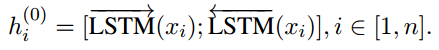 $h_i^{(0)} = [\overrightarrow{\text{LSTM}}(x_i); \overleftarrow{\text{LSTM}}(x_i)], i \in [1, n].$